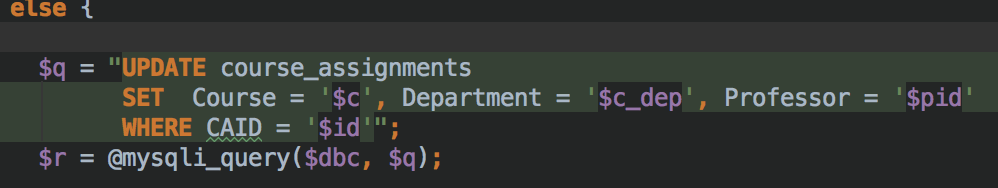 else {
$q = "UPDATE course_assignments
SET  Course = '$c', Department = '$c_dep', Professor = '$pid'
WHERE CAID = '$id'";
$r = @mysqli_query($dbc, $q);